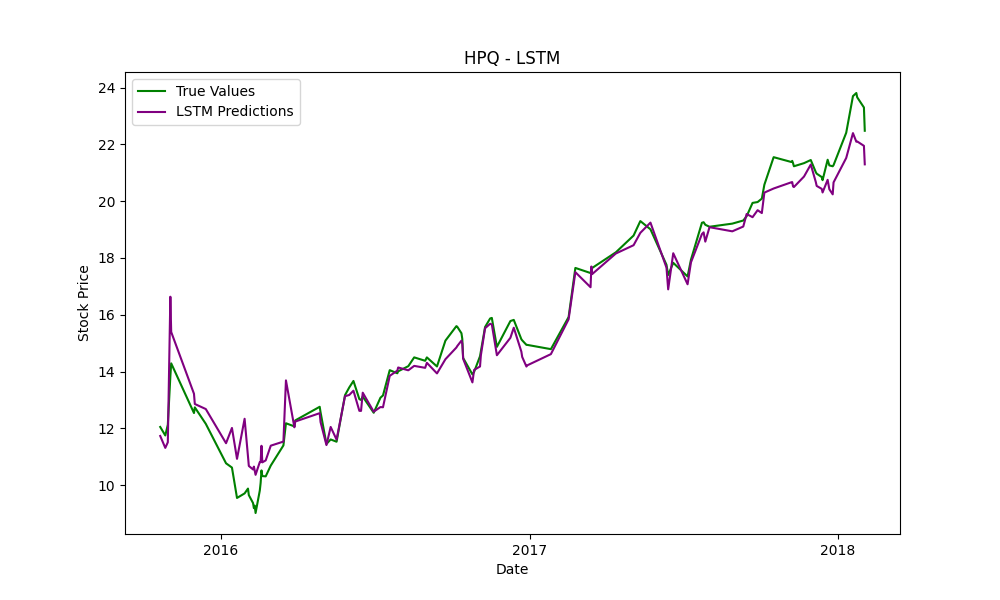 HPQ - LSTM
True Values
LSTM Predictions
24
22
20
18
16
14
12
10
Stock Price
2016
2017
2018
Date